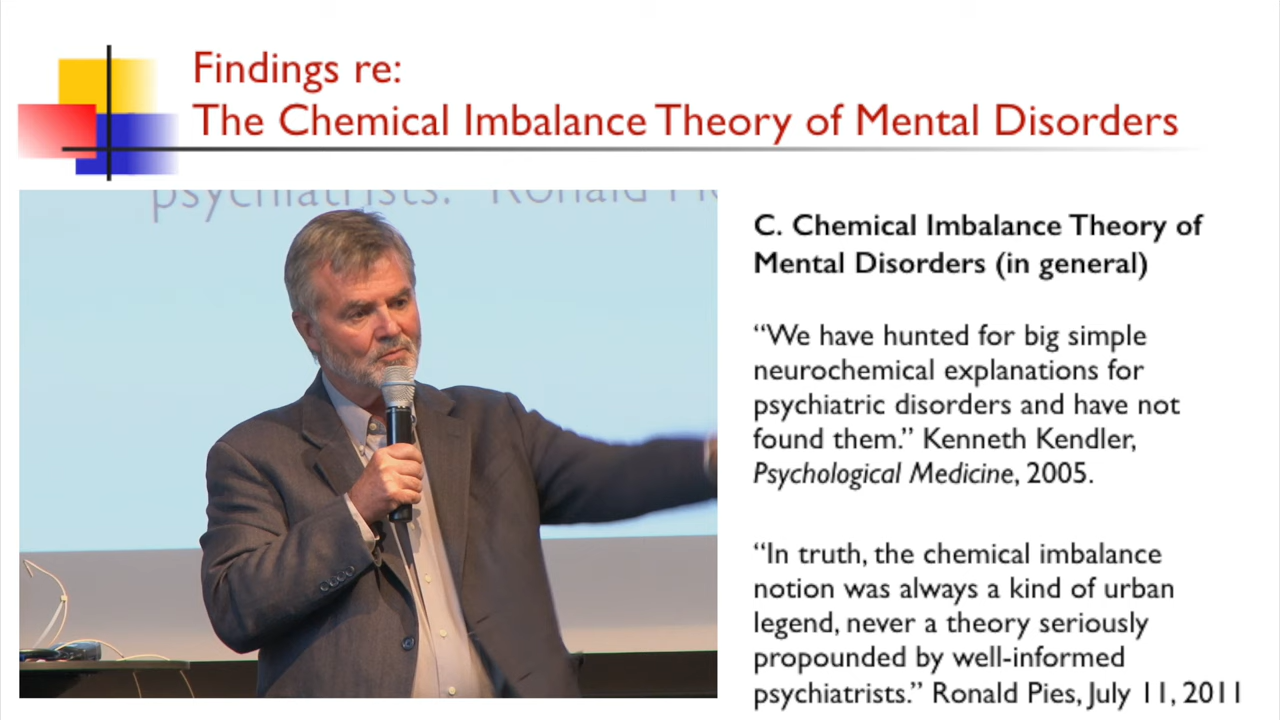 Findings re:
The Chemical Imbalance Theory of Mental Disorders
psychiatrists." Ronald
C. Chemical Imbalance Theory of
Mental Disorders (in general)
“We have hunted for big simple
neurochemical explanations for
psychiatric disorders and have not
found them.” Kenneth Kendler,
Psychological Medicine, 2005.
“In truth, the chemical imbalance
notion was always a kind of urban
legend, never a theory seriously
propounded by well-informed
psychiatrists.” Ronald Pies, July 11, 2011